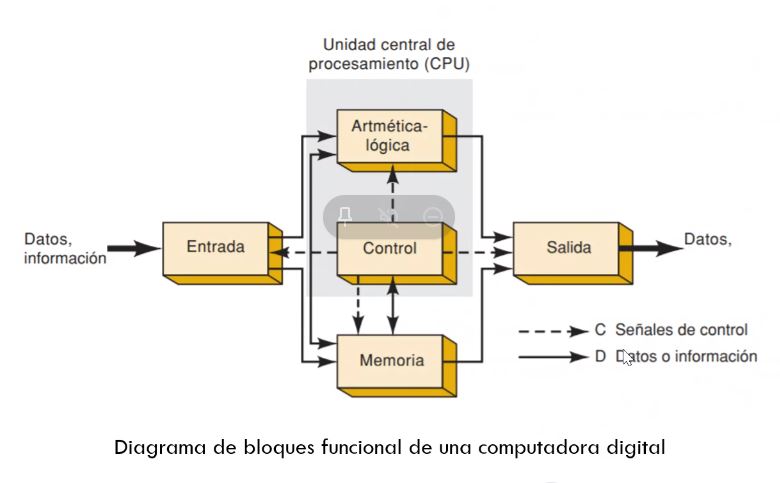 Unidad central de
procesamiento (CPU)
Artmética-
lógica
Datos,
información
Entrada
Control
Salida
Datos,
Memoria
C Señales de control
D Datos o información
Diagrama de bloques funcional de una computadora digital